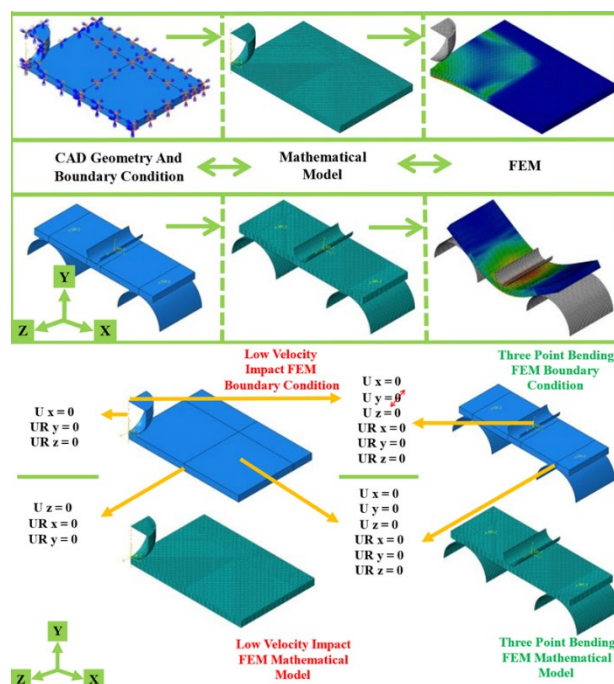 CAD Geometry And
Boundary Condition
Mathematical
Model
FEM
Y
Z
X
Low Velocity
Impact FEM
Boundary Condition
Three Point Bending
FEM Boundary
Condition
U x = 0
UR y = 0
UR z = 0
U x = 0
U y = 0
U z = 0
UR x = 0
UR y = 0
UR z = 0
U z = 0
UR x = 0
UR y = 0
U x = 0
U y = 0
U z = 0
UR x = 0
UR y = 0
UR z = 0
Y
Z
X
Low Velocity Impact
FEM Mathematical
Model
Three Point Bending
FEM Mathematical
Model